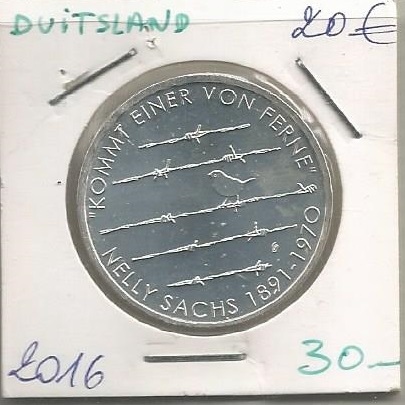 DUITSLAND
20 €
"KOMMT EINER VON FERNE"
NELLY SACHS 1891-1970
2016
30.-